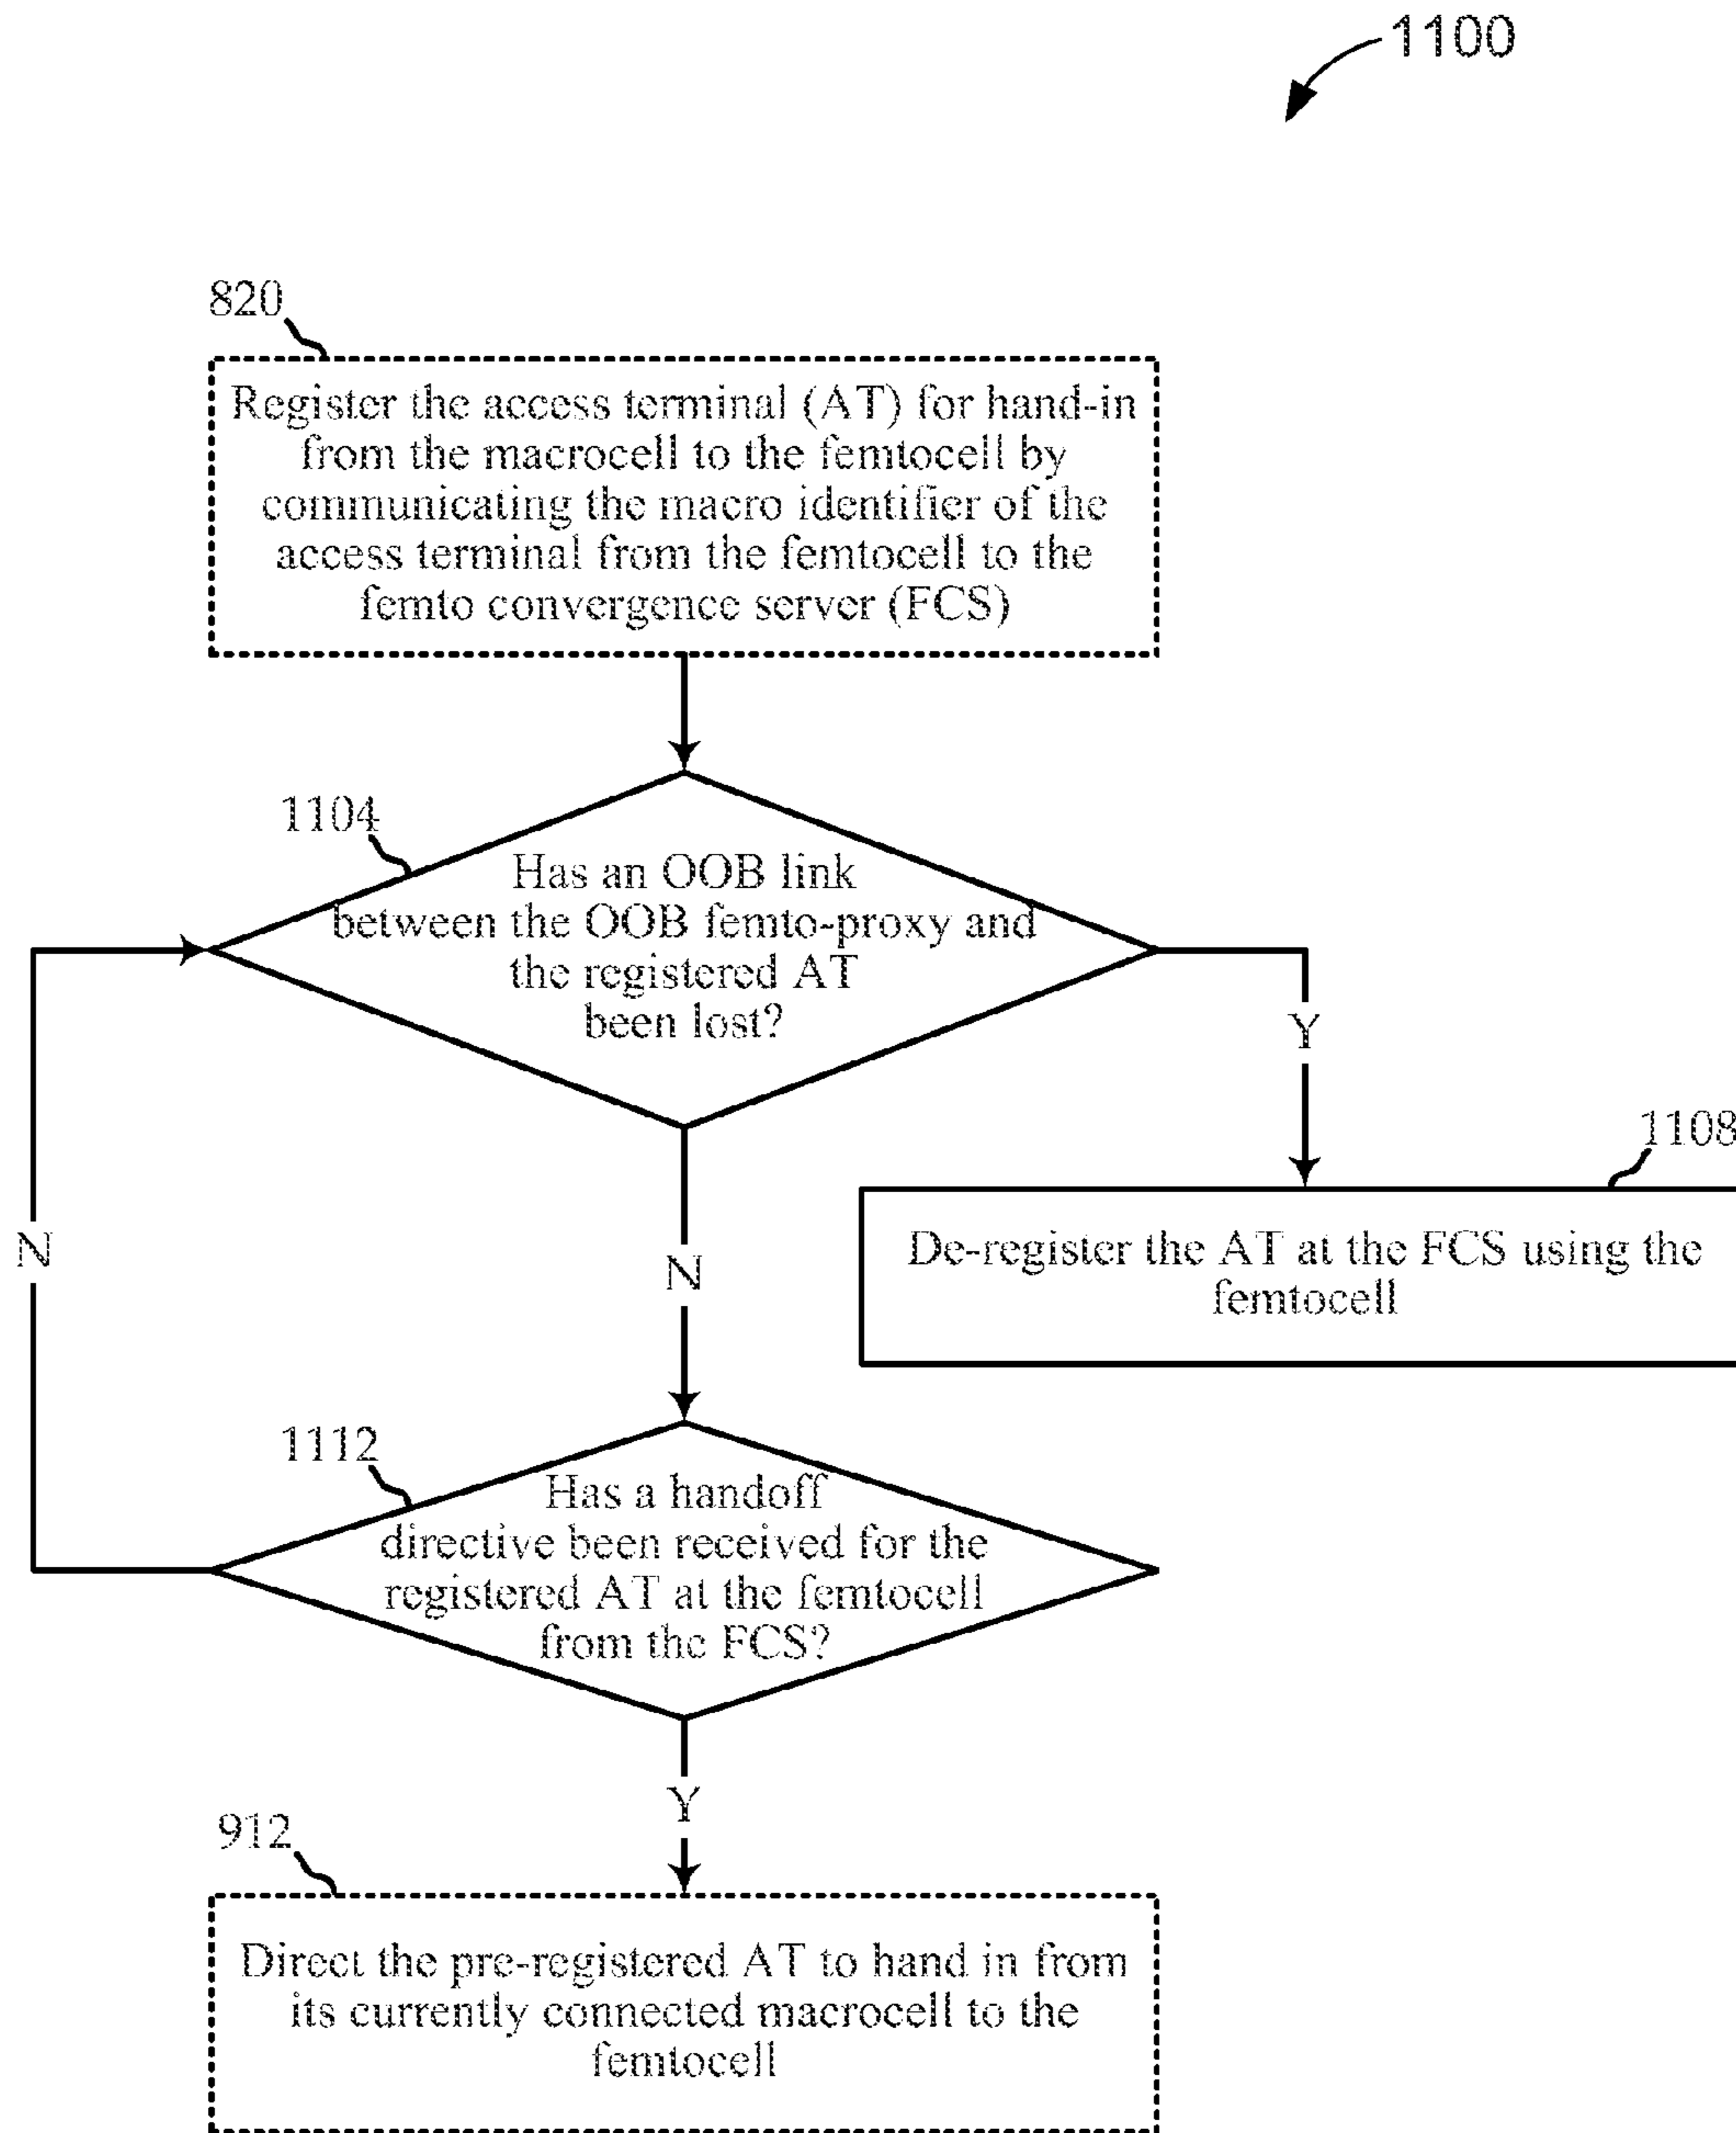 1100
820
Register the access terminal (AT) for hand-in
from the macrocell to the femtocell by
communicating the macro identifier of the
access terminal from the femtocell to the
femto convergence server (FCS)
1104
Has an OOB link
between the OOB femto-proxy and
the registered AT
been lost?
Y
1108
De-register the AT at the FCS using the
femtocell
N
N
1112
Has a handoff
directive been received for the
registered AT at the femtocell
from the FCS?
Y
912
Direct the pre-registered AT to hand in from
its currently connected macrocell to the
femtocell